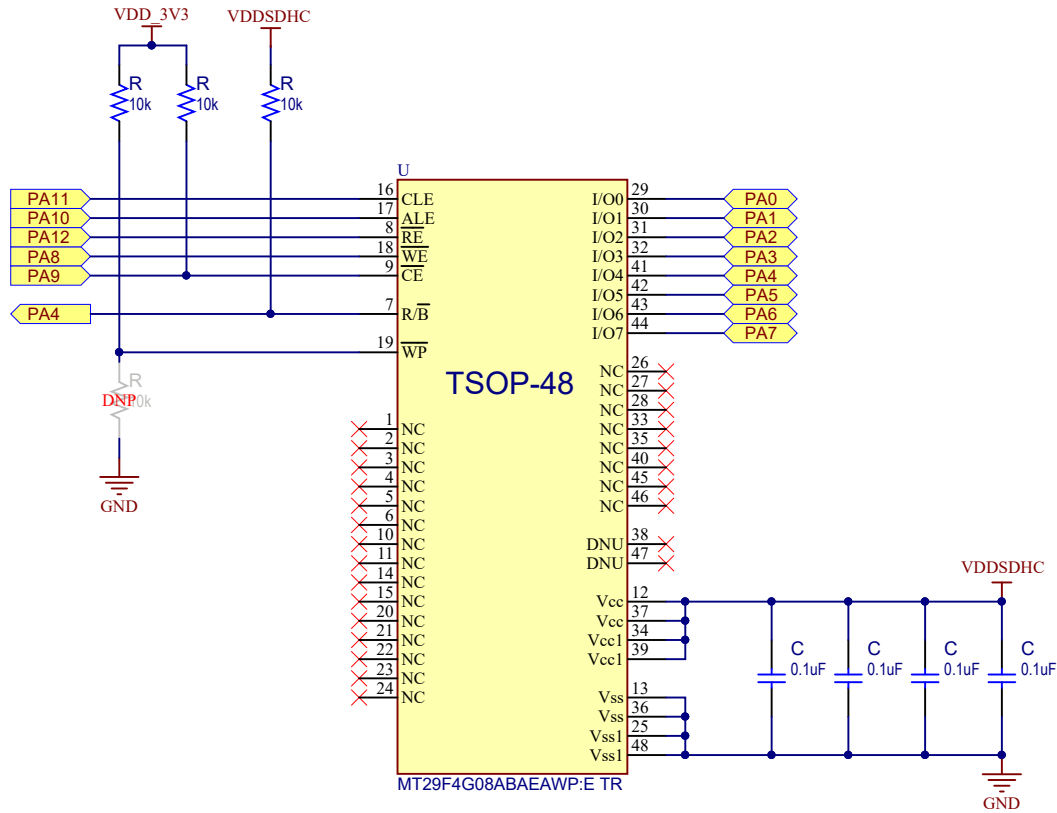 VDD_3V3
VDDSDHC
R
10k
R
10k
R
10k
U
PA11 16 CLE
PA10 17 ALE
PA12 8 RE
PA8 18 WE
PA9 9 CE
PA4 7 R/B
19 WP
I/O0 29 PA0
I/O1 30 PA1
I/O2 31 PA2
I/O3 32 PA3
I/O4 41 PA4
I/O5 42 PA5
I/O6 43 PA6
I/O7 44 PA7
R
DNP
GND
TSOP-48
1 NC
2 NC
3 NC
4 NC
5 NC
6 NC
10 NC
11 NC
14 NC
15 NC
20 NC
21 NC
22 NC
23 NC
24 NC
NC 26
NC 27
NC 28
NC 33
NC 35
NC 40
NC 45
NC 46
DNU 38
DNU 47
Vcc 12
Vcc 37
Vcc1 34
Vcc1 39
Vss 13
Vss 36
Vss1 25
Vss1 48
VDDSDHC
C
0.1uF
C
0.1uF
C
0.1uF
C
0.1uF
GND
MT29F4G08ABAEAWP:E TR